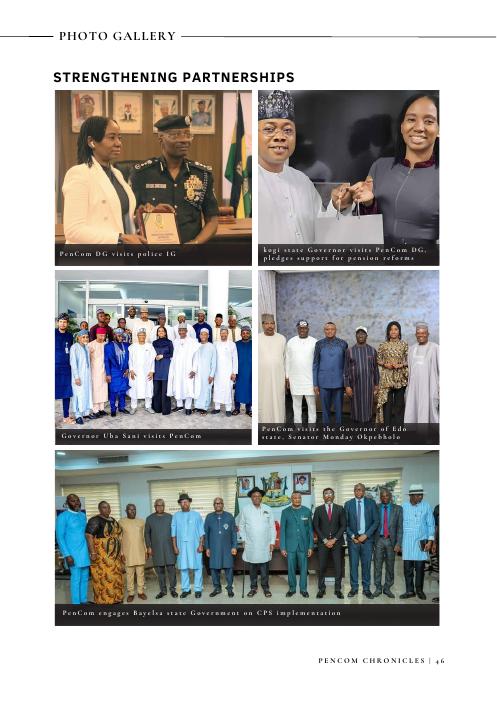 PHOTO GALLERY
STRENGTHENING PARTNERSHIPS
PenCom DG visits police IG
kogi state Governor visits PenCom DG,
pledges support for pension reforms
Governor Uba Sani visits PenCom
PenCom visits the Governor of Edo
state, Senator Monday Okpebholo
PenCom engages Bayelsa state Government on CPS implementation
PENCOM CHRONICLES | 46